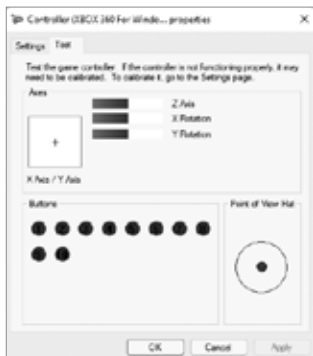 Controller (XBOX 360 For Windo... properties
Settings
Test
Test the game controller. If the controller is not functioning properly, it may
need to be calibrated. To calibrate it, go to the Settings page.
Axes
Z Axis
X Rotation
Y Rotation
X Axis / Y Axis
Buttons
Point of View Hat
OK
Cancel
Apply